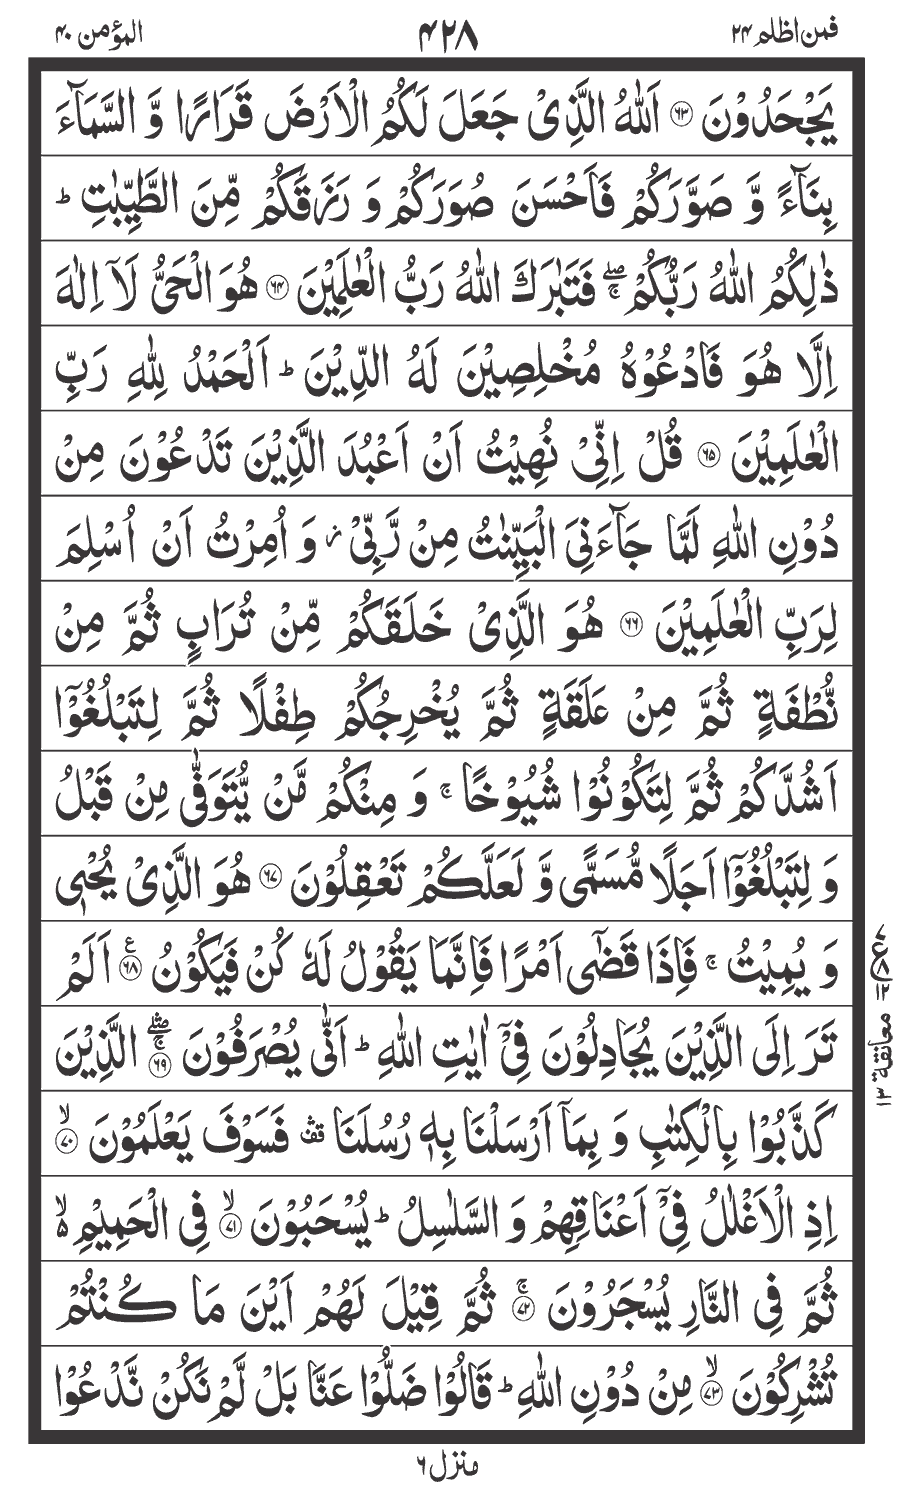 المؤمن ۴۰ ۴۲۸ فمن اظلم ۲۴
یَجْحَدُوْنَ ﴿۶۳﴾ اَللّٰهُ الَّذِیْ جَعَلَ لَكُمُ الْاَرْضَ قَرَارًا وَّ السَّمَآءَ
بِنَآءً وَّ صَوَّرَكُمْ فَاَحْسَنَ صُوَرَكُمْ وَ رَزَقَكُمْ مِّنَ الطَّیِّبٰتِ ؕ
ذٰلِكُمُ اللّٰهُ رَبُّكُمْ ۚۖ فَتَبٰرَكَ اللّٰهُ رَبُّ الْعٰلَمِیْنَ ﴿۶۴﴾ هُوَ الْحَیُّ لَاۤ اِلٰهَ
اِلَّا هُوَ فَادْعُوْهُ مُخْلِصِیْنَ لَهُ الدِّیْنَ ؕ اَلْحَمْدُ لِلّٰهِ رَبِّ
الْعٰلَمِیْنَ ﴿۶۵﴾ قُلْ اِنِّیْ نُهِیْتُ اَنْ اَعْبُدَ الَّذِیْنَ تَدْعُوْنَ مِنْ
دُوْنِ اللّٰهِ لَمَّا جَآءَنِیَ الْبَیِّنٰتُ مِنْ رَّبِّیْ ؗ وَ اُمِرْتُ اَنْ اُسْلِمَ
لِرَبِّ الْعٰلَمِیْنَ ﴿۶۶﴾ هُوَ الَّذِیْ خَلَقَكُمْ مِّنْ تُرَابٍ ثُمَّ مِنْ
نُّطْفَةٍ ثُمَّ مِنْ عَلَقَةٍ ثُمَّ یُخْرِجُكُمْ طِفْلًا ثُمَّ لِتَبْلُغُوْۤا
اَشُدَّكُمْ ثُمَّ لِتَكُوْنُوْا شُیُوْخًا ۚ وَ مِنْكُمْ مَّنْ یُّتَوَفّٰی مِنْ قَبْلُ
وَ لِتَبْلُغُوْۤا اَجَلًا مُّسَمًّی وَّ لَعَلَّكُمْ تَعْقِلُوْنَ ﴿۶۷﴾ هُوَ الَّذِیْ یُحْیٖ
وَ یُمِیْتُ ۚ فَاِذَا قَضٰۤی اَمْرًا فَاِنَّمَا یَقُوْلُ لَهٗ كُنْ فَیَكُوْنُ ﴿۶۸﴾ ع اَلَمْ
تَرَ اِلَی الَّذِیْنَ یُجَادِلُوْنَ فِیْۤ اٰیٰتِ اللّٰهِ ؕ اَنّٰی یُصْرَفُوْنَ ﴿۶۹﴾ ۛۚۖ الَّذِیْنَ
كَذَّبُوْا بِالْكِتٰبِ وَ بِمَاۤ اَرْسَلْنَا بِهٖ رُسُلَنَا ۛ۫ فَسَوْفَ یَعْلَمُوْنَ ﴿۷۰﴾ ۙ
اِذِ الْاَغْلٰلُ فِیْۤ اَعْنَاقِهِمْ وَ السَّلٰسِلُ ؕ یُسْحَبُوْنَ ﴿۷۱﴾ ۙ فِی الْحَمِیْمِ ۙ۬
ثُمَّ فِی النَّارِ یُسْجَرُوْنَ ﴿۷۲﴾ ۚ ثُمَّ قِیْلَ لَهُمْ اَیْنَ مَا كُنْتُمْ
تُشْرِكُوْنَ ﴿۷۳﴾ ۙ مِنْ دُوْنِ اللّٰهِ ؕ قَالُوْا ضَلُّوْا عَنَّا بَلْ لَّمْ نَكُنْ نَّدْعُوْا
معانقة ۱۳
منزل ۶